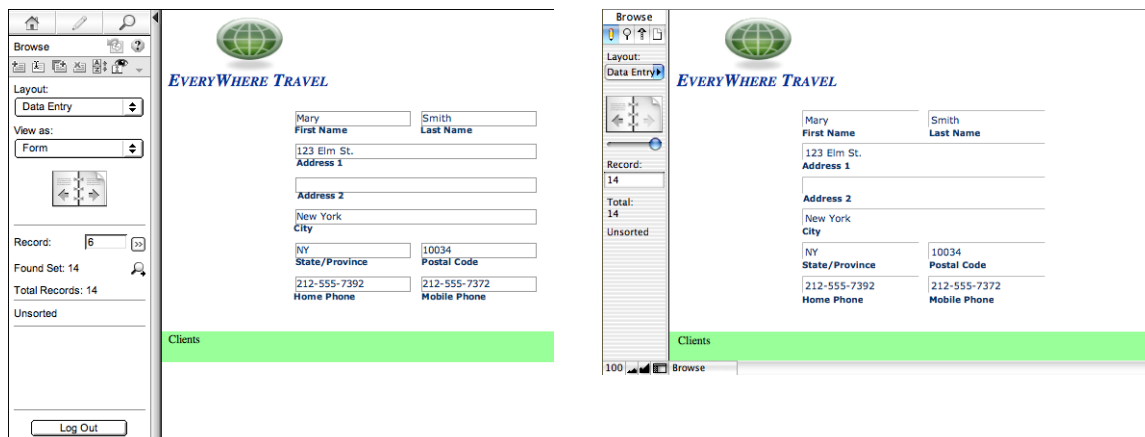 Browse
Layout:
Data Entry
View as:
Form
Record: 6 >>
Found Set: 14
Total Records: 14
Unsorted
Log Out
EVERYWHERE TRAVEL
Mary Smith
First Name Last Name
123 Elm St.
Address 1
Address 2
New York
City
NY 10034
State/Province Postal Code
212-555-7392 212-555-7372
Home Phone Mobile Phone
Clients
Browse
Layout:
Data Entry
Record:
14
Total:
14
Unsorted
EVERYWHERE TRAVEL
Mary Smith
First Name Last Name
123 Elm St.
Address 1
Address 2
New York
City
NY 10034
State/Province Postal Code
212-555-7392 212-555-7372
Home Phone Mobile Phone
Clients
100 Browse